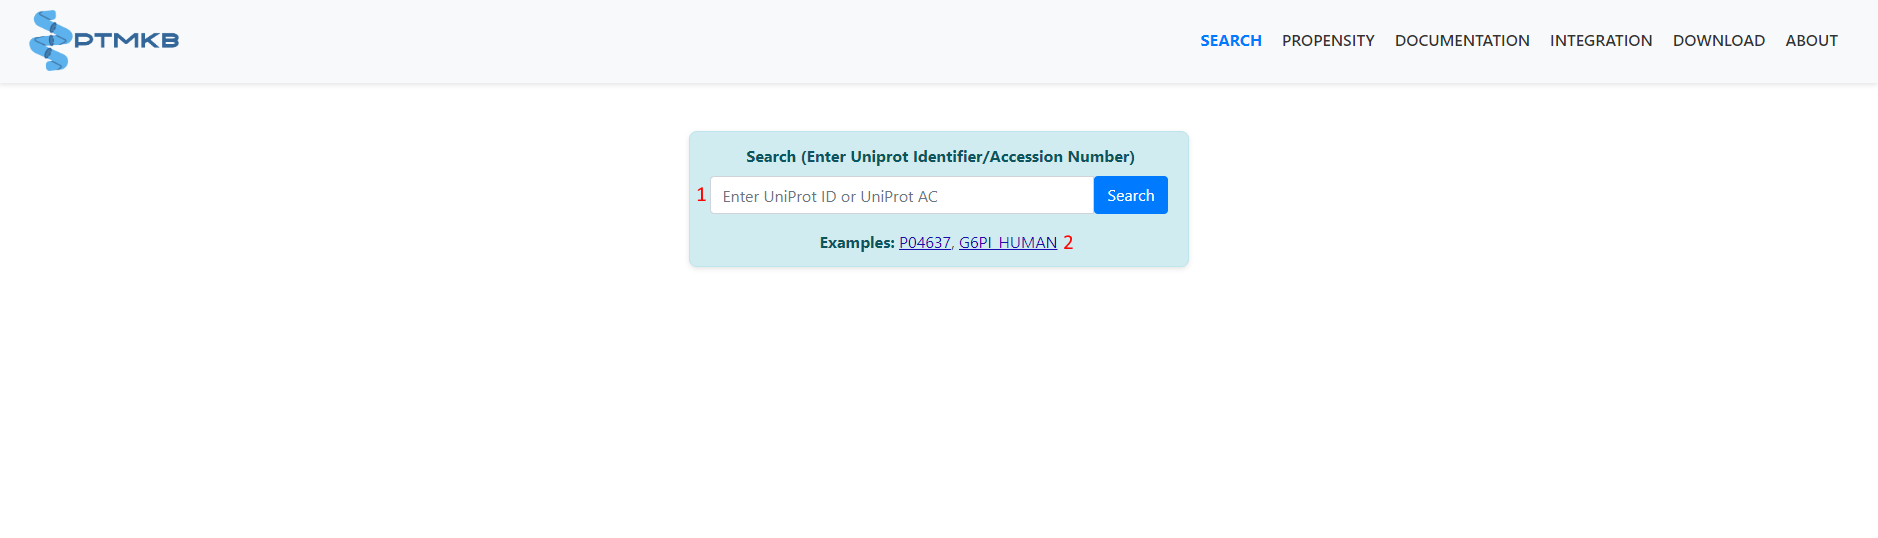 PTMKB
SEARCH PROPENSITY DOCUMENTATION INTEGRATION DOWNLOAD ABOUT
Search (Enter Uniprot Identifier/Accession Number)
1 Enter UniProt ID or UniProt AC Search
Examples: P04637, G6PI_HUMAN 2